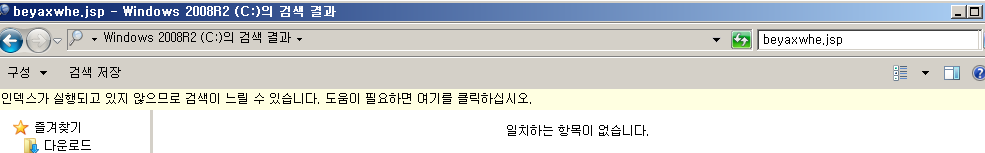 beyaxwhe.jsp - Windows 2008R2 (C:)의 검색 결과
Windows 2008R2 (C:)의 검색 결과
beyaxwhe.jsp
구성 검색 저장
인덱스가 실행되고 있지 않으므로 검색이 느릴 수 있습니다. 도움이 필요하면 여기를 클릭하십시오.
즐겨찾기
일치하는 항목이 없습니다.
다운로드